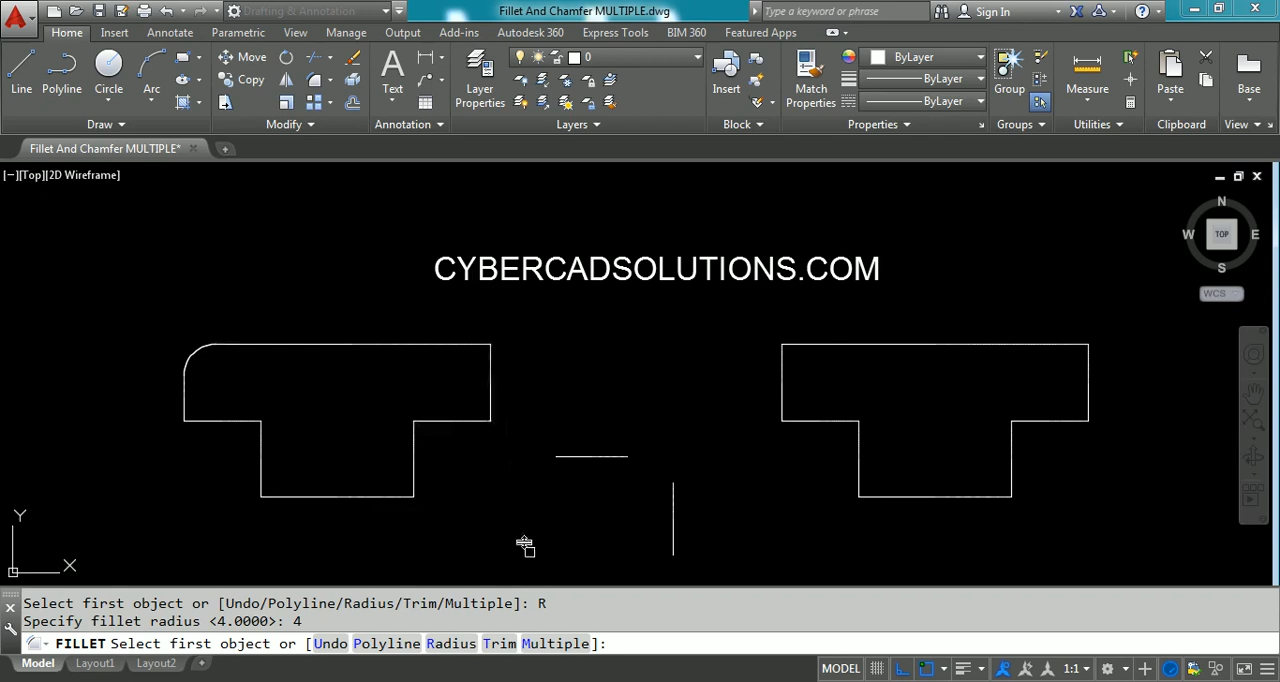 Drafting & Annotation
Fillet And Chamfer MULTIPLE.dwg
Type a keyword or phrase
Sign In
Home Insert Annotate Parametric View Manage Output Add-ins Autodesk 360 Express Tools BIM 360 Featured Apps
Line Polyline Circle Arc
Move
Copy
Text
Layer Properties
0
Insert
Match Properties
ByLayer
ByLayer
ByLayer
Group
Measure
Paste
Base
Draw Modify Annotation Layers Block Properties Groups Utilities Clipboard View
Fillet And Chamfer MULTIPLE*
[−][Top][2D Wireframe]
N
W TOP E
S
WCS
CYBERCADSOLUTIONS.COM
Y
X
Select first object or [Undo/Polyline/Radius/Trim/Multiple]: R
Specify fillet radius <4.0000>: 4
FILLET Select first object or [Undo Polyline Radius Trim Multiple]:
Model Layout1 Layout2
MODEL 1:1